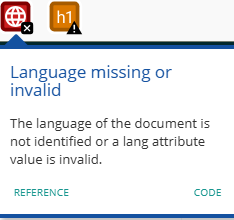 h1
Language missing or
invalid
The language of the document is
not identified or a lang attribute
value is invalid.
REFERENCE CODE